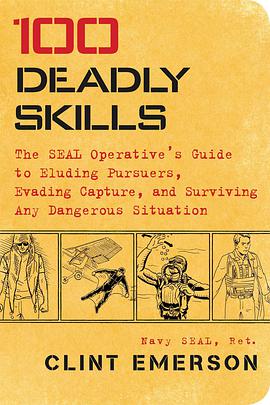 100
DEADLY
SKILLS
The SEAL Operative's Guide
to Eluding Pursuers,
Evading Capture, and Surviving
Any Dangerous Situation
Navy SEAL, Ret.
CLINT EMERSON